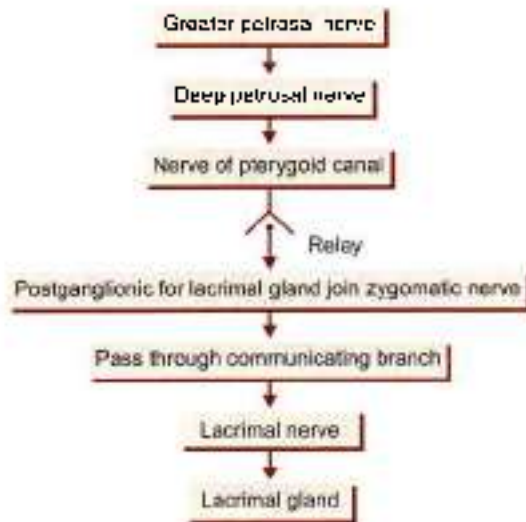 Greater petrosal nerve
Deep petrosal nerve
Nerve of pterygoid canal
Relay
Postganglionic for lacrimal gland join zygomatic nerve
Pass through communicating branch
Lacrimal nerve
Lacrimal gland